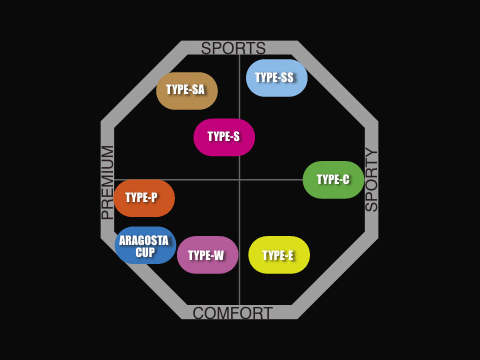 SPORTS
TYPE-SS
TYPE-SA
TYPE-S
PREMIUM
SPORTY
TYPE-C
TYPE-P
ARAGOSTA
CUP
TYPE-W
TYPE-E
COMFORT